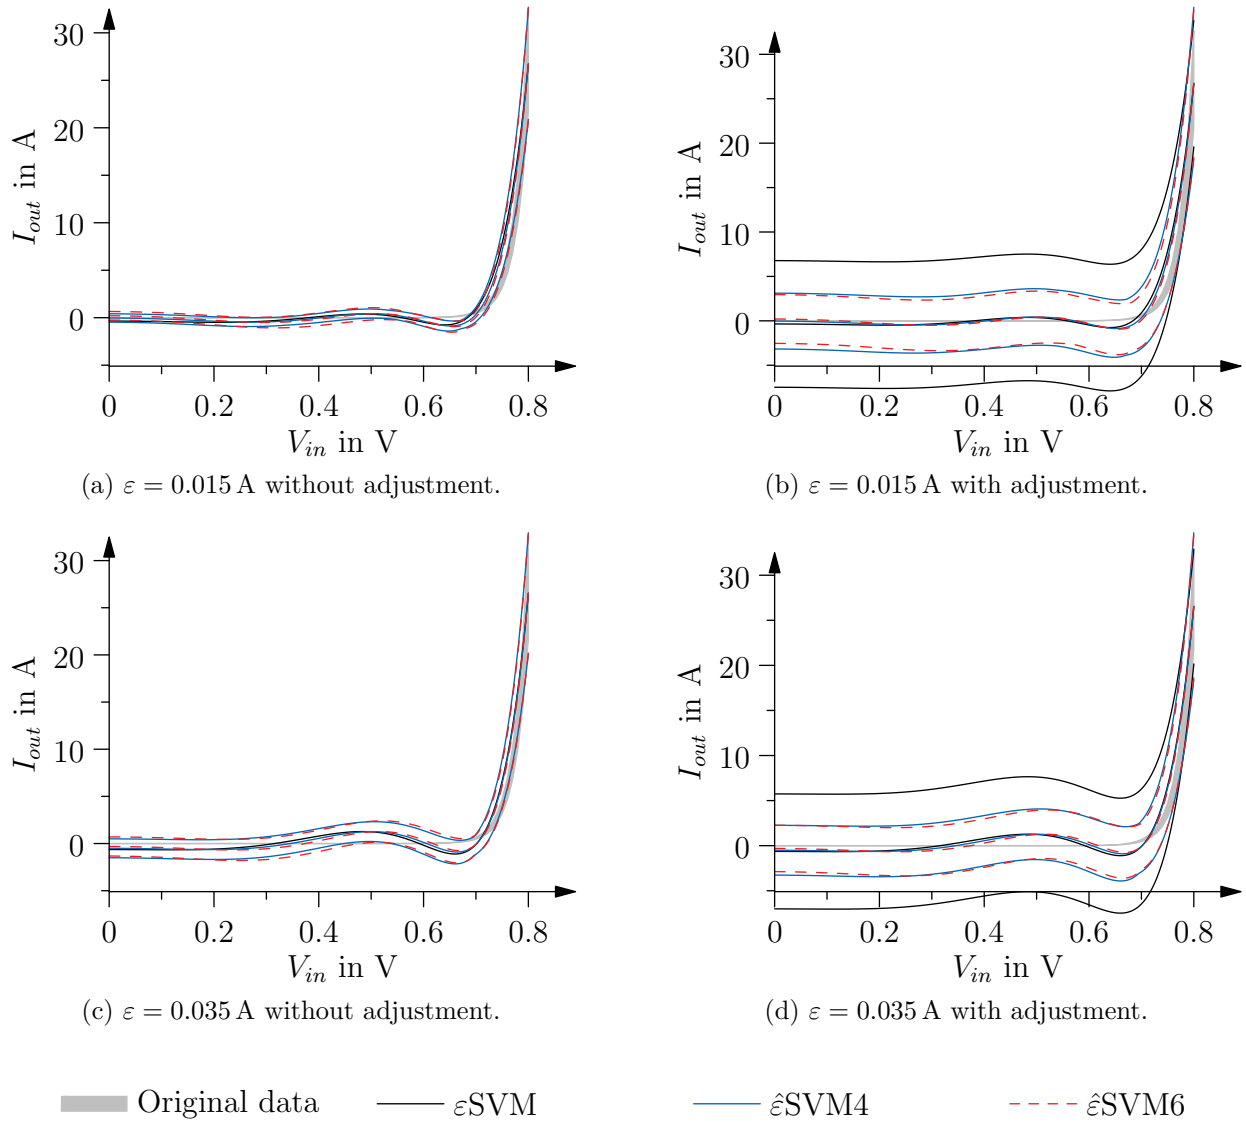 30
20
10
0
I_out in A
0 0.2 0.4 0.6 0.8
V_in in V
(a) ε = 0.015 A without adjustment.
30
20
10
0
I_out in A
0 0.2 0.4 0.6 0.8
V_in in V
(b) ε = 0.015 A with adjustment.
30
20
10
0
I_out in A
0 0.2 0.4 0.6 0.8
V_in in V
(c) ε = 0.035 A without adjustment.
30
20
10
0
I_out in A
0 0.2 0.4 0.6 0.8
V_in in V
(d) ε = 0.035 A with adjustment.
Original data εSVM ε̂SVM4 ε̂SVM6